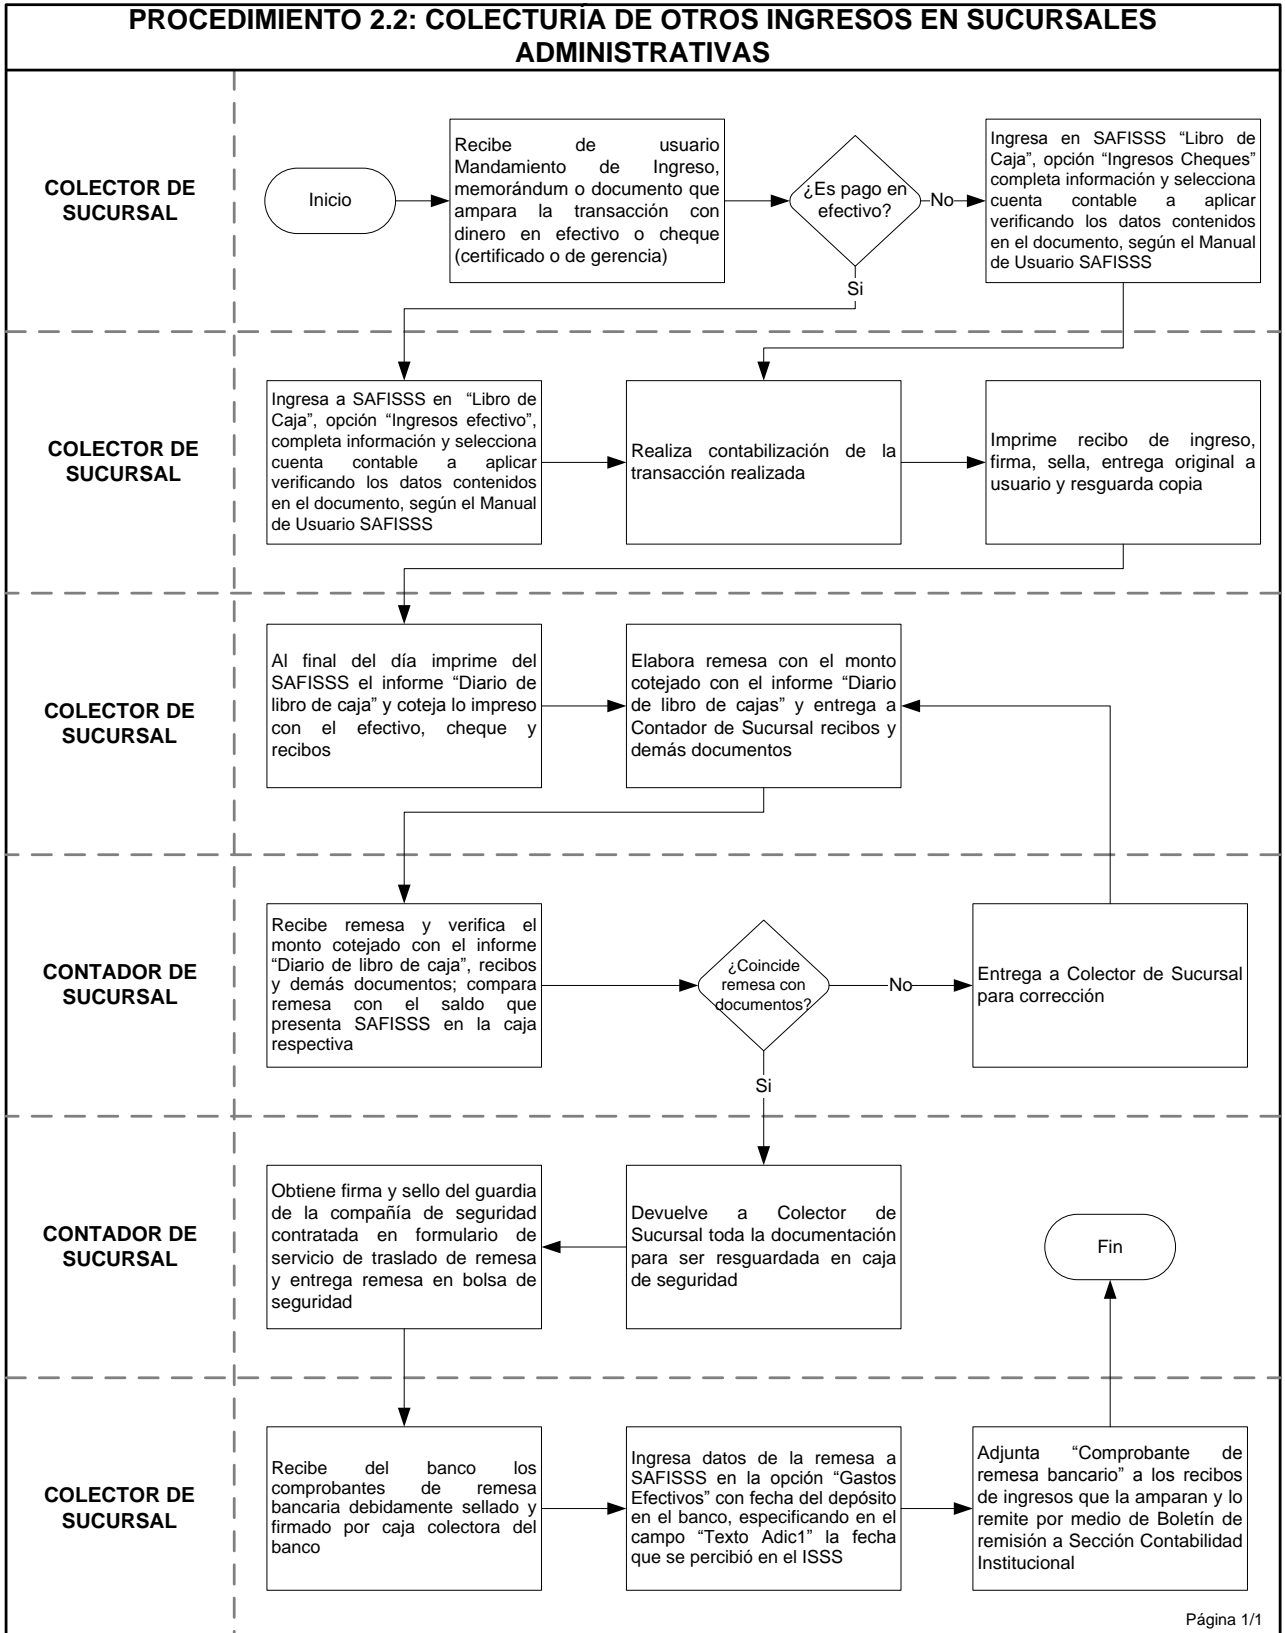 PROCEDIMIENTO 2.2: COLECTURÍA DE OTROS INGRESOS EN SUCURSALES
ADMINISTRATIVAS
COLECTOR DE
SUCURSAL
Inicio
Recibe de usuario
Mandamiento de Ingreso,
memorándum o documento que
ampara la transacción con
dinero en efectivo o cheque
(certificado o de gerencia)
¿Es pago en
efectivo?
No
Si
Ingresa en SAFISSS “Libro de
Caja”, opción “Ingresos Cheques”
completa información y selecciona
cuenta contable a aplicar
verificando los datos contenidos
en el documento, según el Manual
de Usuario SAFISSS
COLECTOR DE
SUCURSAL
Ingresa a SAFISSS en “Libro de
Caja”, opción “Ingresos efectivo”,
completa información y selecciona
cuenta contable a aplicar
verificando los datos contenidos
en el documento, según el Manual
de Usuario SAFISSS
Realiza contabilización de la
transacción realizada
Imprime recibo de ingreso,
firma, sella, entrega original a
usuario y resguarda copia
COLECTOR DE
SUCURSAL
Al final del día imprime del
SAFISSS el informe “Diario de
libro de caja” y coteja lo impreso
con el efectivo, cheque y
recibos
Elabora remesa con el monto
cotejado con el informe “Diario
de libro de cajas” y entrega a
Contador de Sucursal recibos y
demás documentos
CONTADOR DE
SUCURSAL
Recibe remesa y verifica el
monto cotejado con el informe
“Diario de libro de caja”, recibos
y demás documentos; compara
remesa con el saldo que
presenta SAFISSS en la caja
respectiva
¿Coincide
remesa con
documentos?
No
Si
Entrega a Colector de Sucursal
para corrección
CONTADOR DE
SUCURSAL
Obtiene firma y sello del guardia
de la compañía de seguridad
contratada en formulario de
servicio de traslado de remesa
y entrega remesa en bolsa de
seguridad
Devuelve a Colector de
Sucursal toda la documentación
para ser resguardada en caja
de seguridad
Fin
COLECTOR DE
SUCURSAL
Recibe del banco los
comprobantes de remesa
bancaria debidamente sellado y
firmado por caja colectora del
banco
Ingresa datos de la remesa a
SAFISSS en la opción “Gastos
Efectivos” con fecha del depósito
en el banco, especificando en el
campo “Texto Adic1” la fecha
que se percibió en el ISSS
Adjunta “Comprobante de
remesa bancario” a los recibos
de ingresos que la amparan y lo
remite por medio de Boletín de
remisión a Sección Contabilidad
Institucional
Página 1/1